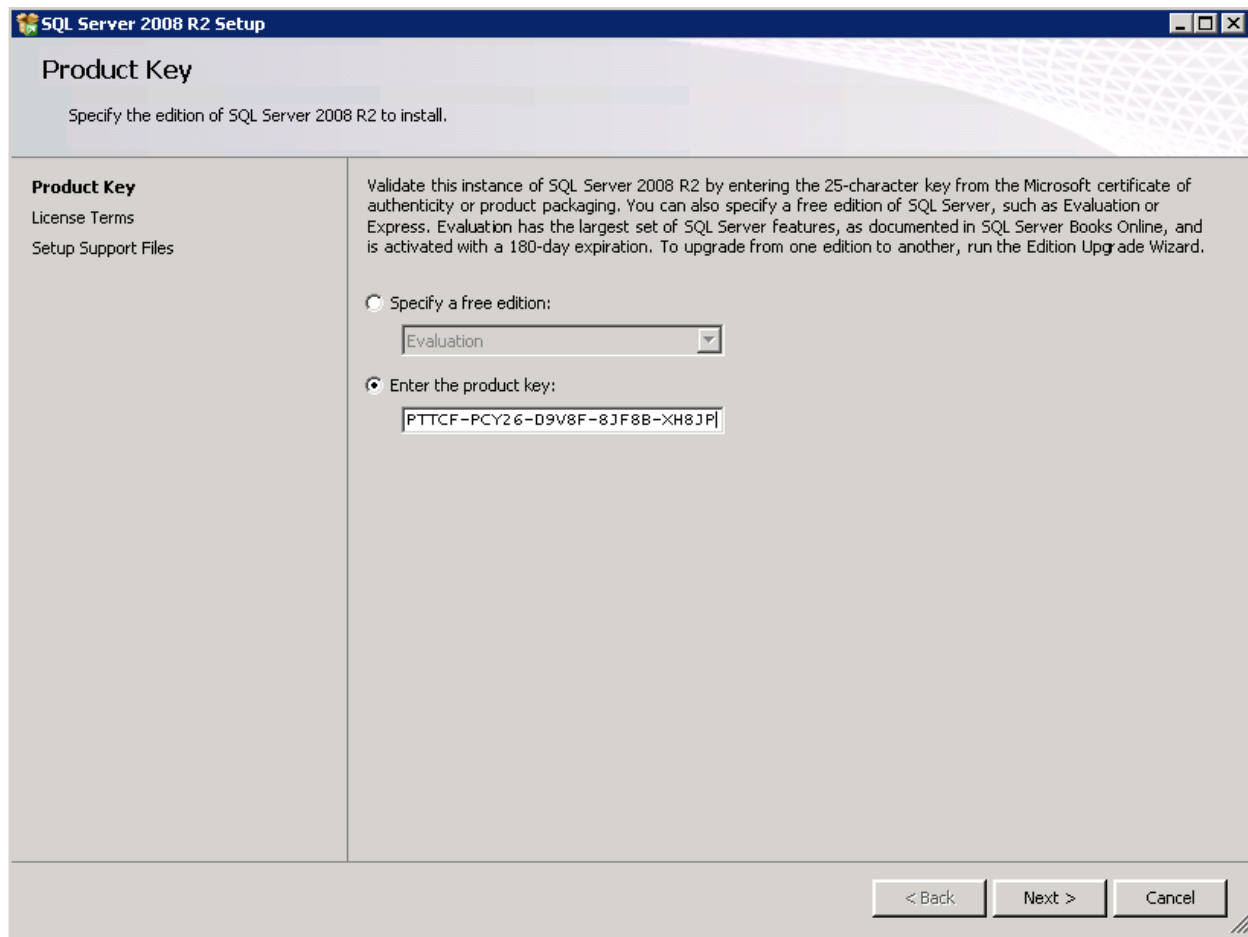 SQL Server 2008 R2 Setup
Product Key
Specify the edition of SQL Server 2008 R2 to install.
Product Key
License Terms
Setup Support Files
Validate this instance of SQL Server 2008 R2 by entering the 25-character key from the Microsoft certificate of
authenticity or product packaging. You can also specify a free edition of SQL Server, such as Evaluation or
Express. Evaluation has the largest set of SQL Server features, as documented in SQL Server Books Online, and
is activated with a 180-day expiration. To upgrade from one edition to another, run the Edition Upgrade Wizard.
Specify a free edition:
Evaluation
Enter the product key:
PTTCF-PCY26-D9V8F-8JF8B-XH8JP
< Back
Next >
Cancel